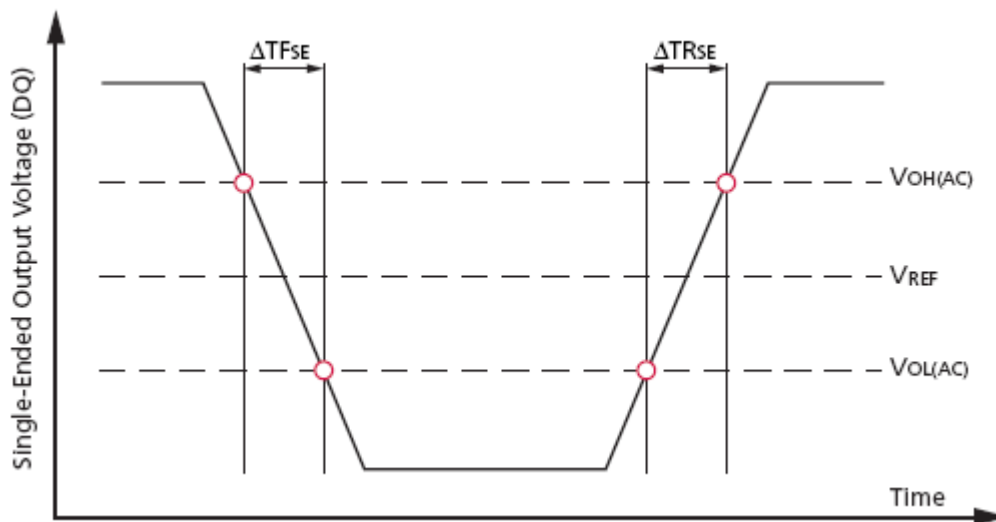 ΔTFSE
ΔTRSE
Single-Ended Output Voltage (DQ)
VOH(AC)
VREF
VOL(AC)
Time